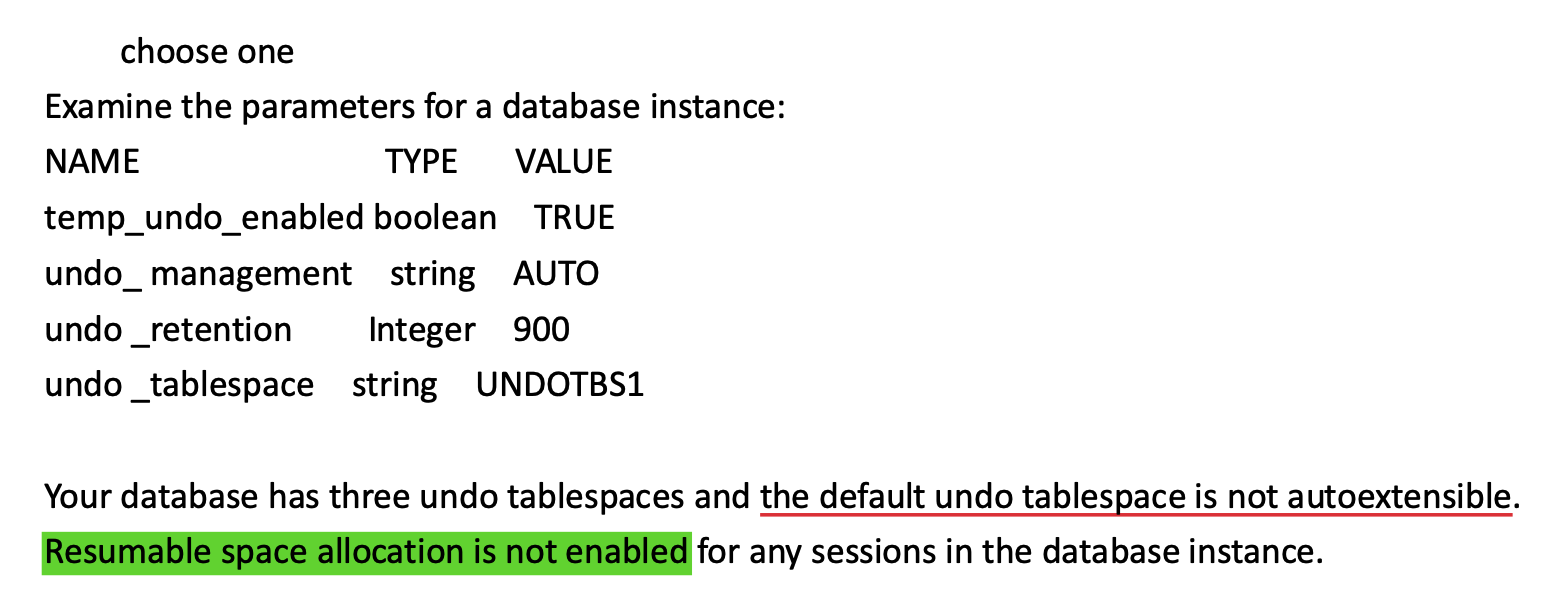 choose one
Examine the parameters for a database instance:
NAME TYPE VALUE
temp_undo_enabled boolean TRUE
undo_ management string AUTO
undo _retention Integer 900
undo _tablespace string UNDOTBS1
Your database has three undo tablespaces and the default undo tablespace is not autoextensible.
Resumable space allocation is not enabled for any sessions in the database instance.